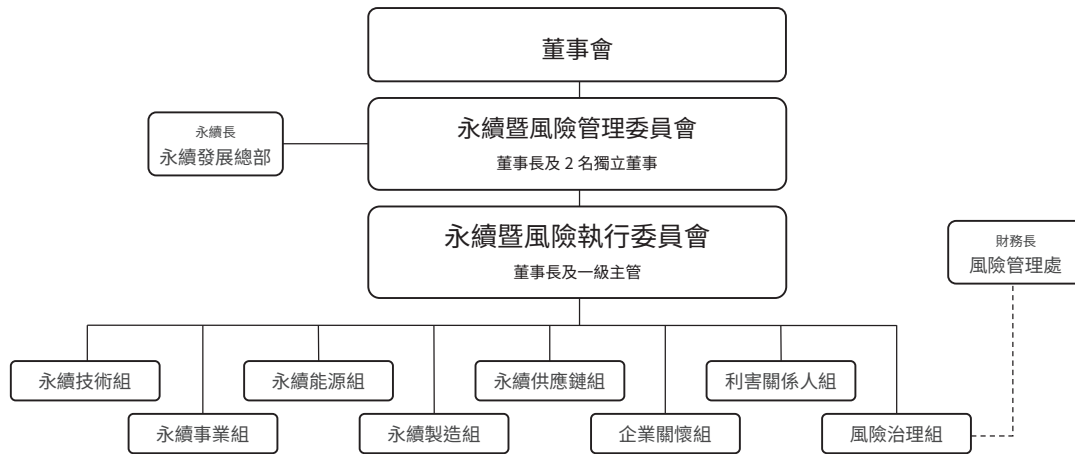 董事會
永續長
永續發展總部
永續暨風險管理委員會
董事長及 2 名獨立董事
永續暨風險執行委員會
董事長及一級主管
財務長
風險管理處
永續技術組
永續能源組
永續供應鏈組
利害關係人組
永續事業組
永續製造組
企業關懷組
風險治理組